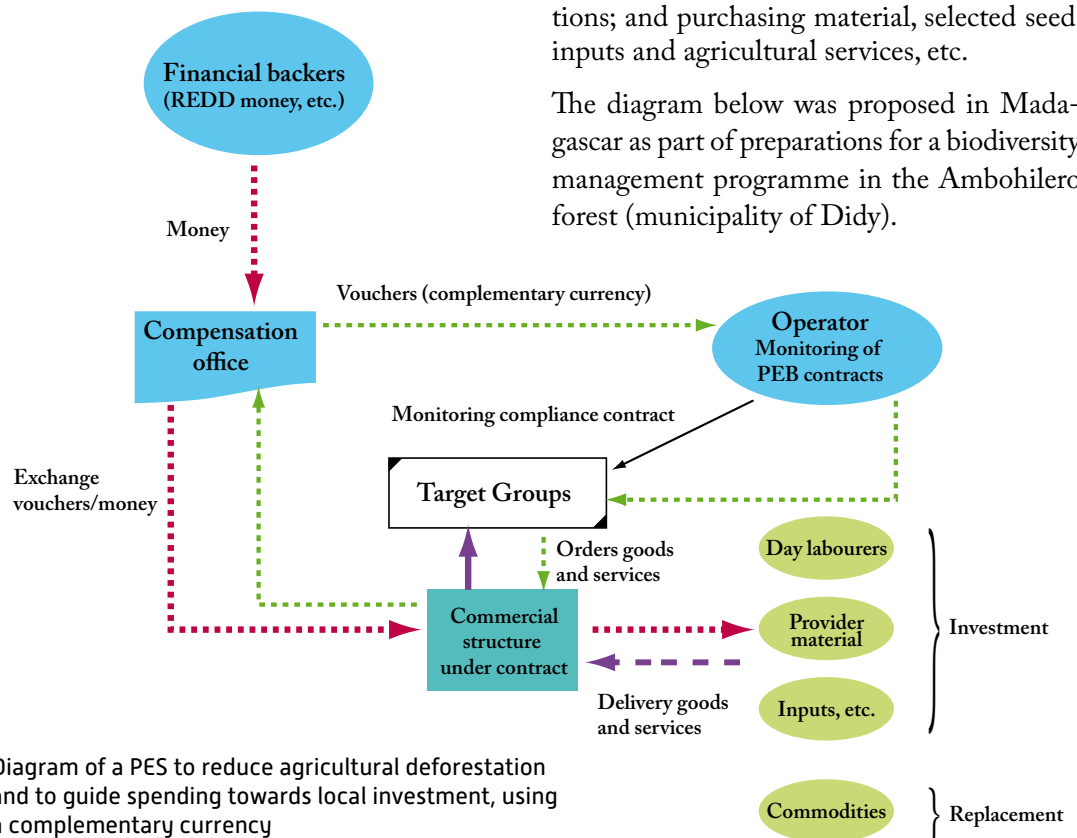 tions; and purchasing material, selected seed
inputs and agricultural services, etc.
The diagram below was proposed in Mada-
gascar as part of preparations for a biodiversity
management programme in the Ambohilero
forest (municipality of Didy).
Financial backers
(REDD money, etc.)
Money
Vouchers (complementary currency)
Compensation
office
Operator
Monitoring of
PEB contracts
Monitoring compliance contract
Exchange
vouchers/money
Target Groups
Orders goods
and services
Commercial
structure
under contract
Delivery goods
and services
Day labourers
Provider
material
Inputs, etc.
Investment
Commodities
Replacement
Diagram of a PES to reduce agricultural deforestation
and to guide spending towards local investment, using
a complementary currency